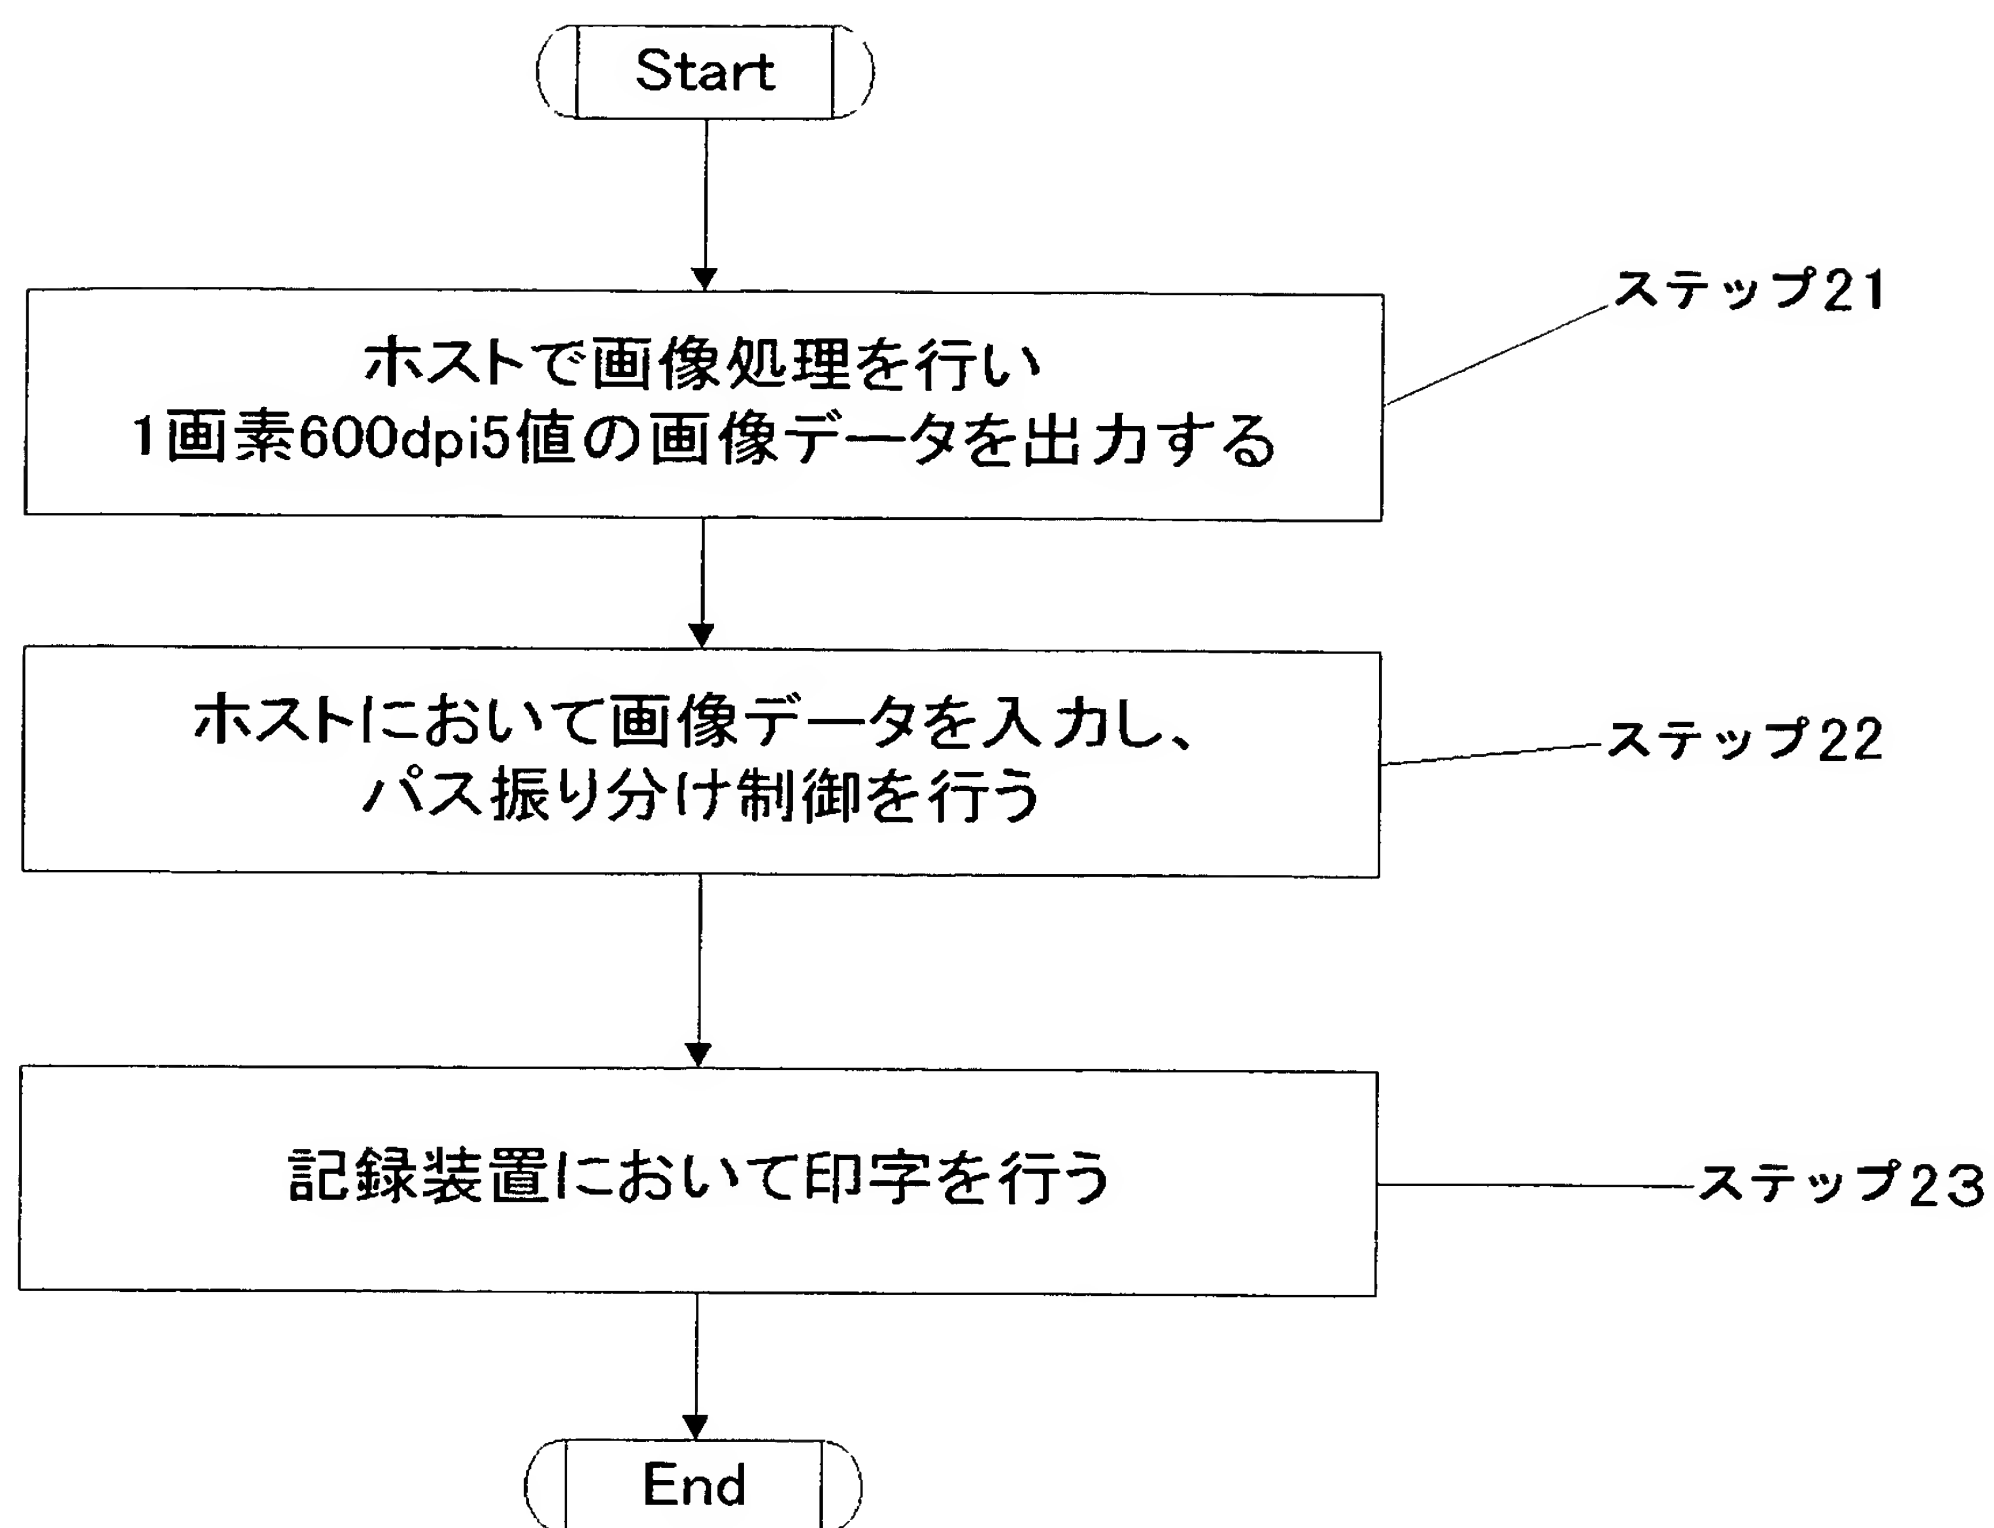 Start
ステップ21
ホストで画像処理を行い
1画素600dpi5値の画像データを出力する
ホストにおいて画像データを入力し、
パス振り分け制御を行う
ステップ22
記録装置において印字を行う
ステップ23
End